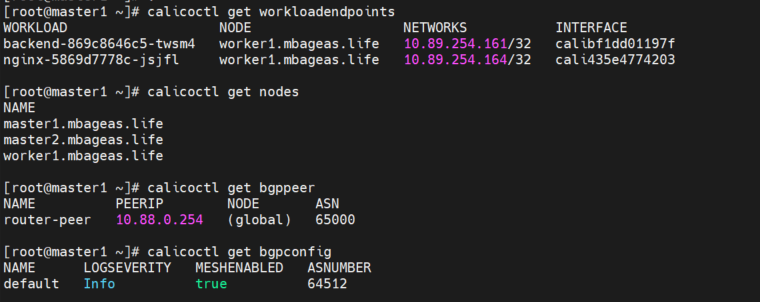 [root@master1 ~]# calicoctl get workloadendpoints
WORKLOAD NODE NETWORKS INTERFACE
backend-869c8646c5-twsm4 worker1.mbageas.life 10.89.254.161/32 calibf1dd01197f
nginx-5869d7778c-jsjfl worker1.mbageas.life 10.89.254.164/32 cali435e4774203
[root@master1 ~]# calicoctl get nodes
NAME
master1.mbageas.life
master2.mbageas.life
worker1.mbageas.life
[root@master1 ~]# calicoctl get bgppeer
NAME PEERIP NODE ASN
router-peer 10.88.0.254 (global) 65000
[root@master1 ~]# calicoctl get bgpconfig
NAME LOGSEVERITY MESHENABLED ASNUMBER
default Info true 64512